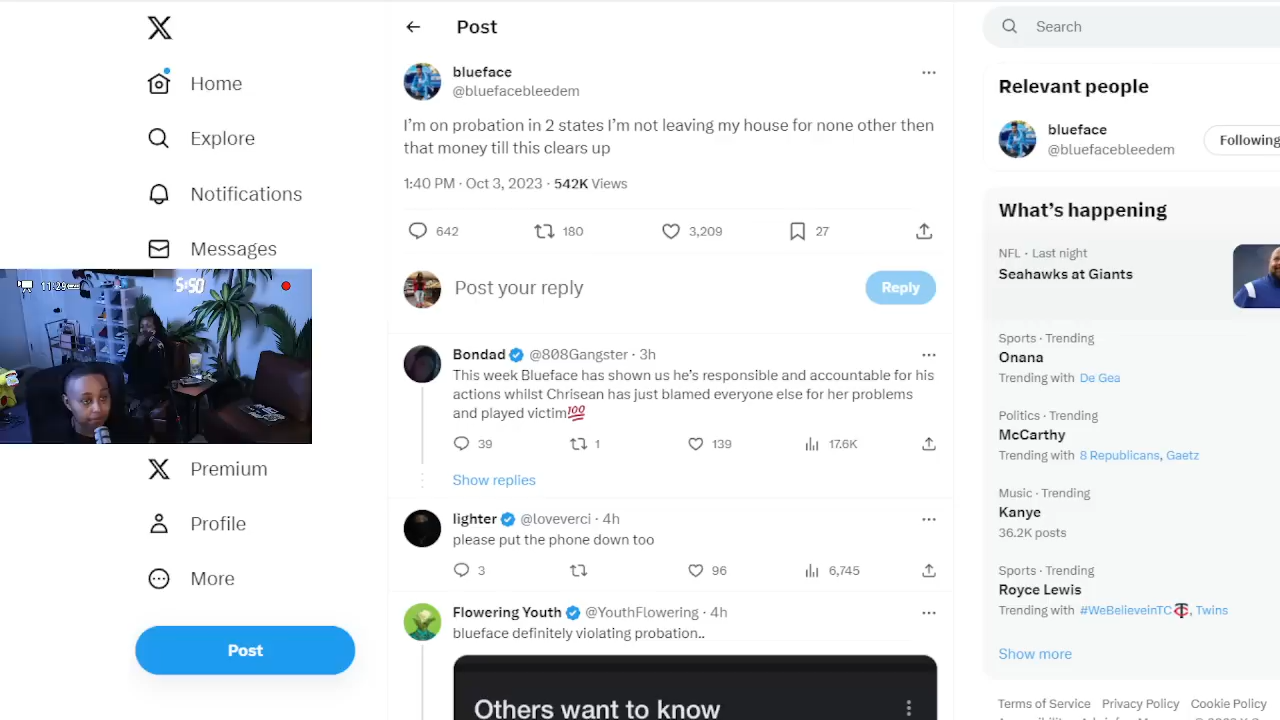 Post
Search
blueface
@bluefacebleedem
I'm on probation in 2 states I'm not leaving my house for none other then
that money till this clears up
1:40 PM · Oct 3, 2023 · 542K Views
642
180
3,209
27
Post your reply
Reply
Bondad @808Gangster · 3h
This week Blueface has shown us he's responsible and accountable for his
actions whilst Chrisean has just blamed everyone else for her problems
and played victim💯
39
1
139
17.6K
Show replies
lighter @loveverci · 4h
please put the phone down too
3
96
6,745
Flowering Youth @YouthFlowering · 4h
blueface definitely violating probation..
Others want to know
Home
Explore
Notifications
Messages
11:29
5:50
Premium
Profile
More
Post
Relevant people
blueface
@bluefacebleedem
Following
What's happening
NFL · Last night
Seahawks at Giants
Sports · Trending
Onana
Trending with De Gea
Politics · Trending
McCarthy
Trending with 8 Republicans, Gaetz
Music · Trending
Kanye
36.2K posts
Sports · Trending
Royce Lewis
Trending with #WeBelieveinTC, Twins
Show more
Terms of Service Privacy Policy Cookie Policy